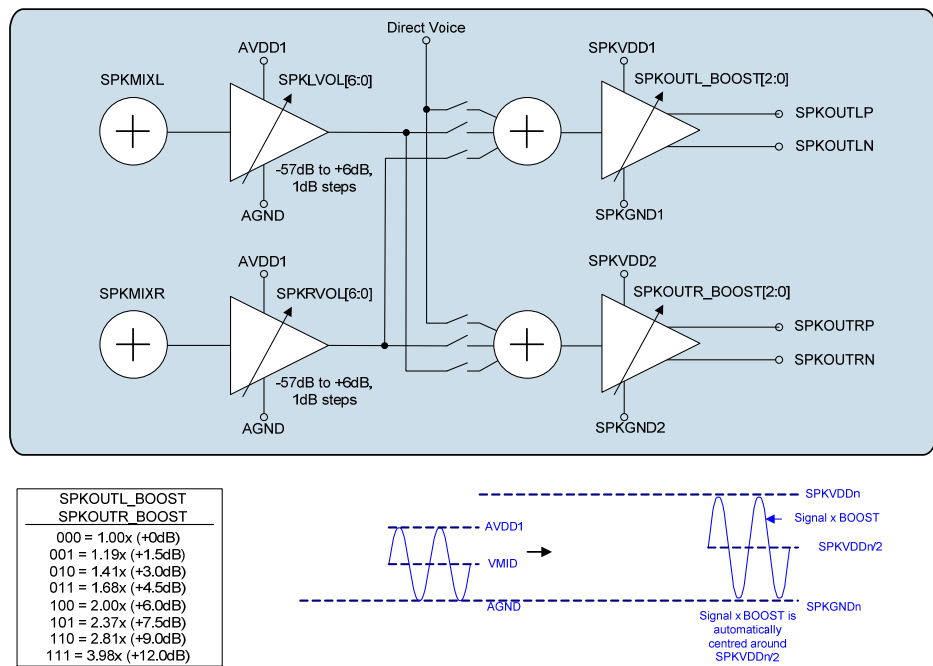 Direct Voice
AVDD1
SPKVDD1
SPKMIXL
SPKLVOL[6:0]
SPKOUTL_BOOST[2:0]
SPKOUTLP
SPKOUTLN
-57dB to +6dB,
1dB steps
AGND
SPKGND1
AVDD1
SPKVDD2
SPKMIXR
SPKRVOL[6:0]
SPKOUTR_BOOST[2:0]
SPKOUTRP
SPKOUTRN
-57dB to +6dB,
1dB steps
AGND
SPKGND2
SPKOUTL_BOOST
SPKOUTR_BOOST
000 = 1.00x (+0dB)
001 = 1.19x (+1.5dB)
010 = 1.41x (+3.0dB)
011 = 1.68x (+4.5dB)
100 = 2.00x (+6.0dB)
101 = 2.37x (+7.5dB)
110 = 2.81x (+9.0dB)
111 = 3.98x (+12.0dB)
AVDD1
VMID
AGND
SPKVDDn
Signal x BOOST
SPKVDDn/2
SPKGNDn
Signal x BOOST is
automatically
centred around
SPKVDDn/2